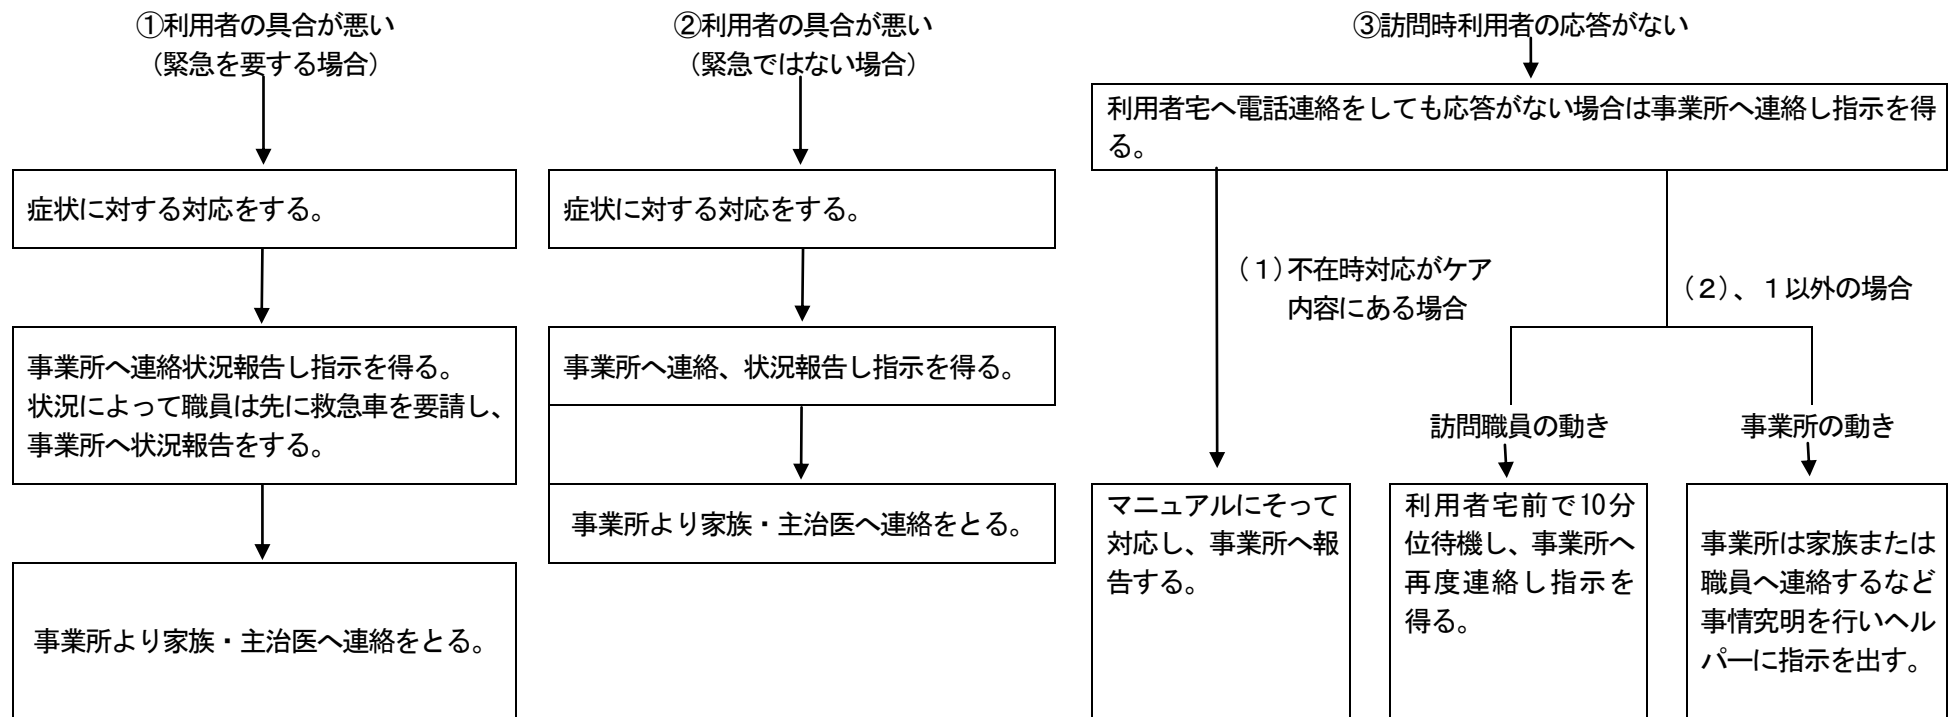 ①利用者の具合が悪い
(緊急を要する場合)
症状に対する対応をする。
事業所へ連絡状況報告し指示を得る。
状況によって職員は先に救急車を要請し、
事業所へ状況報告をする。
事業所より家族・主治医へ連絡をとる。
②利用者の具合が悪い
(緊急ではない場合)
症状に対する対応をする。
事業所へ連絡、状況報告し指示を得る。
事業所より家族・主治医へ連絡をとる。
③訪問時利用者の応答がない
利用者宅へ電話連絡をしても応答がない場合は事業所へ連絡し指示を得
る。
(1)不在時対応がケア
内容にある場合
マニュアルにそって
対応し、事業所へ報
告する。
(2)、1以外の場合
訪問職員の動き
利用者宅前で10分
位待機し、事業所へ
再度連絡し指示を
得る。
事業所の動き
事業所は家族または
職員へ連絡するなど
事情究明を行いヘル
パーに指示を出す。